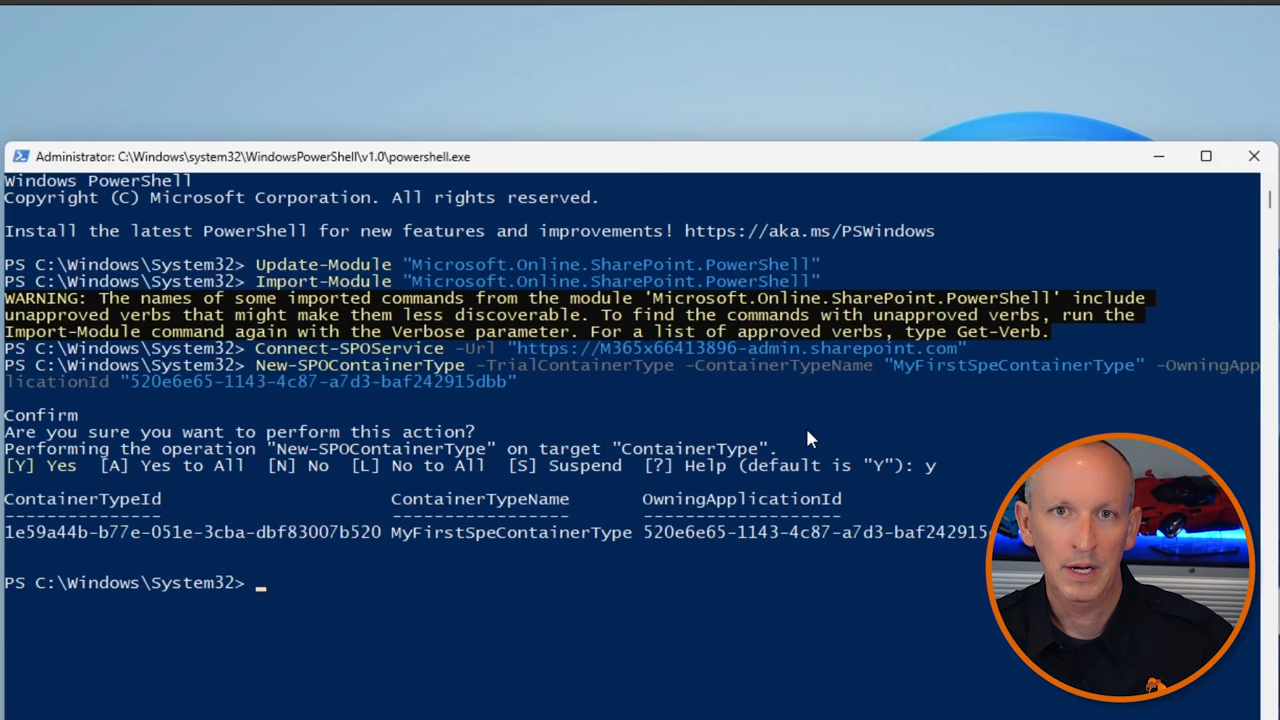 Administrator: C:\Windows\system32\WindowsPowerShell\v1.0\powershell.exe
Windows PowerShell
Copyright (C) Microsoft Corporation. All rights reserved.
Install the latest PowerShell for new features and improvements! https://aka.ms/PSWindows
PS C:\Windows\System32> Update-Module "Microsoft.Online.SharePoint.PowerShell"
PS C:\Windows\System32> Import-Module "Microsoft.Online.SharePoint.PowerShell"
WARNING: The names of some imported commands from the module 'Microsoft.Online.SharePoint.PowerShell' include
unapproved verbs that might make them less discoverable. To find the commands with unapproved verbs, run the
Import-Module command again with the Verbose parameter. For a list of approved verbs, type Get-Verb.
PS C:\Windows\System32> Connect-SPOService -Url "https://M365x66413896-admin.sharepoint.com"
PS C:\Windows\System32> New-SPOContainerType -TrialContainerType -ContainerTypeName "MyFirstSpeContainerType" -OwningApp
licationId "520e6e65-1143-4c87-a7d3-baf242915dbb"
Confirm
Are you sure you want to perform this action?
Performing the operation "New-SPOContainerType" on target "ContainerType".
[Y] Yes  [A] Yes to All  [N] No  [L] No to All  [S] Suspend  [?] Help (default is "Y"): y
ContainerTypeId ContainerTypeName OwningApplicationId
--------------- ----------------- -------------------
1e59a44b-b77e-051e-3cba-dbf83007b520 MyFirstSpeContainerType 520e6e65-1143-4c87-a7d3-baf242915
PS C:\Windows\System32>